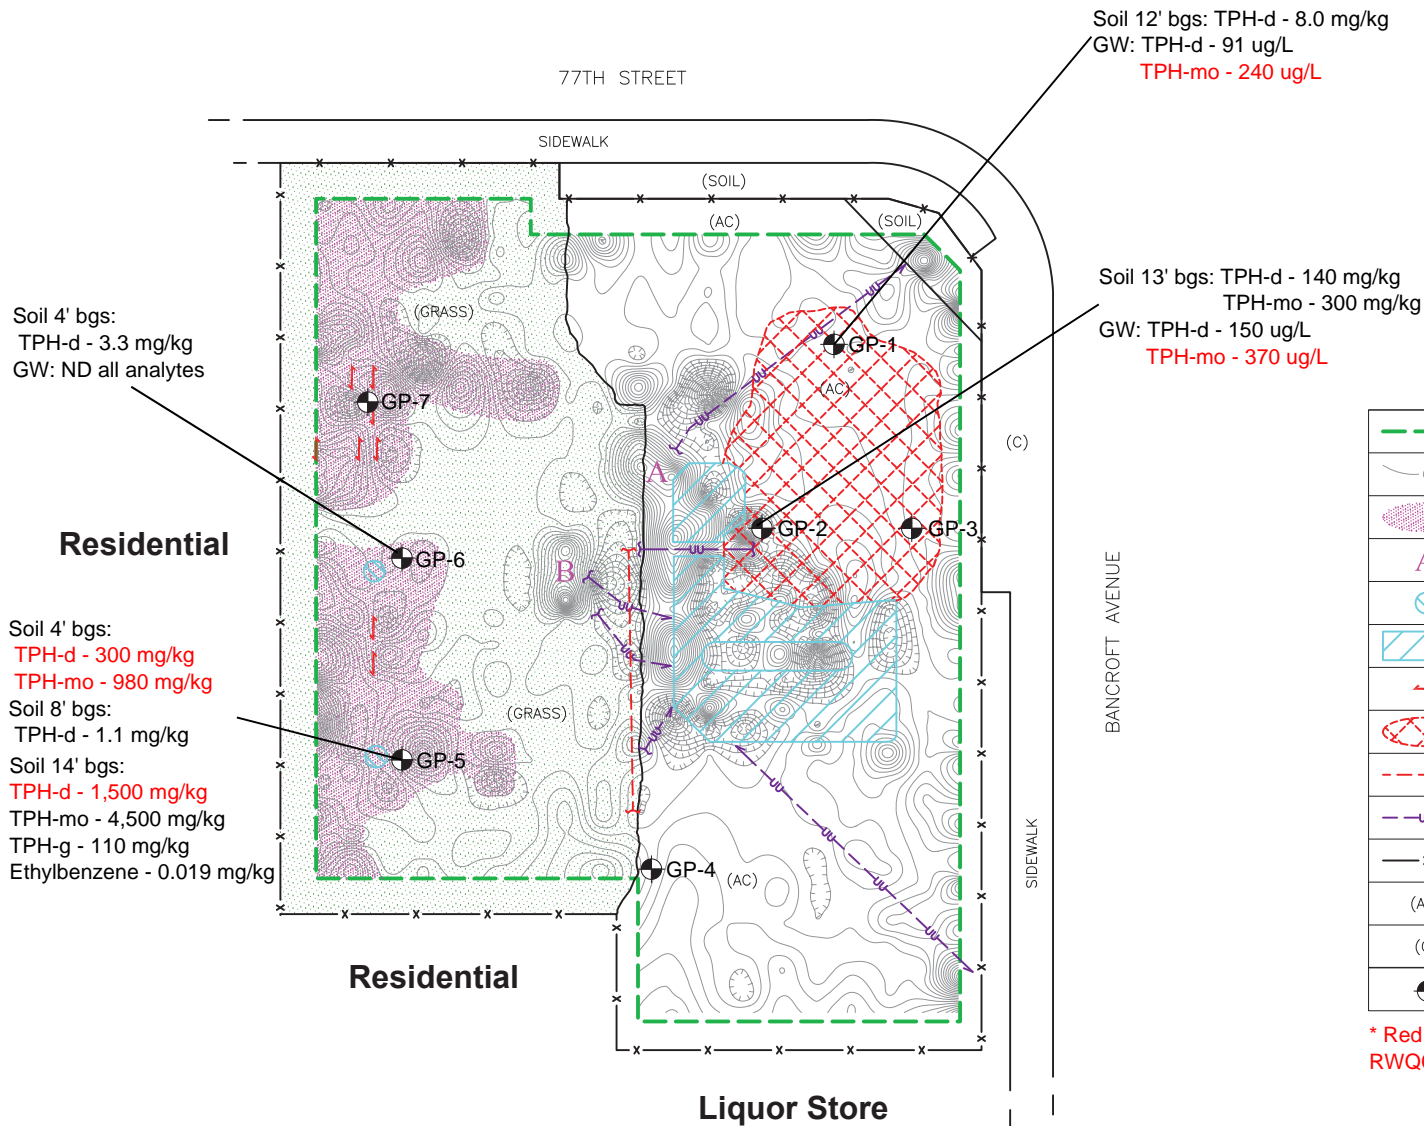 Soil 12' bgs: TPH-d - 8.0 mg/kg
GW: TPH-d - 91 ug/L
TPH-mo - 240 ug/L
77TH STREET
SIDEWALK
(SOIL)
(AC)
(SOIL)
Soil 13' bgs: TPH-d - 140 mg/kg
TPH-mo - 300 mg/kg
GW: TPH-d - 150 ug/L
TPH-mo - 370 ug/L
(GRASS)
Soil 4' bgs:
TPH-d - 3.3 mg/kg
GW: ND all analytes
GP-1
(AC)
GP-7
(C)
A
A
GP-2
GP-3
Residential
GP-6
B
BANCROFT AVENUE
Soil 4' bgs:
TPH-d - 300 mg/kg
TPH-mo - 980 mg/kg
Soil 8' bgs:
TPH-d - 1.1 mg/kg
Soil 14' bgs:
TPH-d - 1,500 mg/kg
TPH-mo - 4,500 mg/kg
TPH-g - 110 mg/kg
Ethylbenzene - 0.019 mg/kg
(GRASS)
GP-5
GP-4
(AC)
SIDEWALK
Residential
* Red
Liquor Store